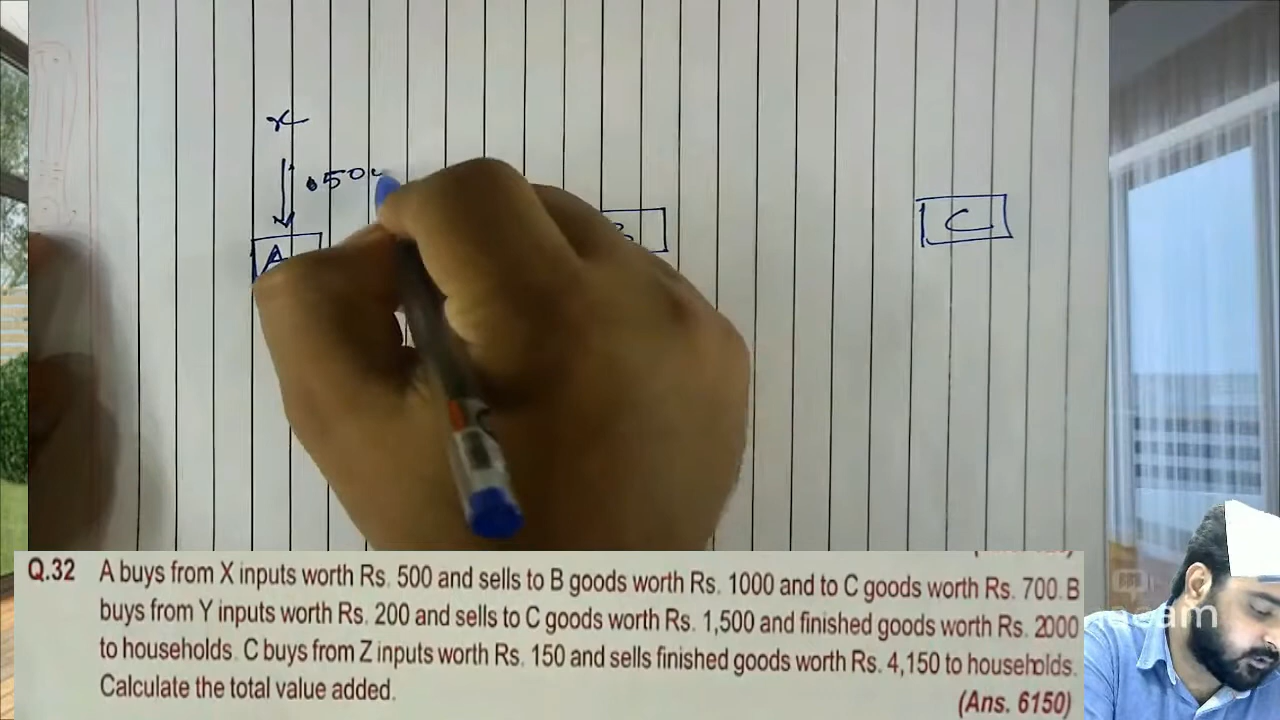 x
50
A
C
Q.32 A buys from X inputs worth Rs. 500 and sells to B goods worth Rs. 1000 and to C goods worth Rs. 700. B
buys from Y inputs worth Rs. 200 and sells to C goods worth Rs. 1,500 and finished goods worth Rs. 2000
to households. C buys from Z inputs worth Rs. 150 and sells finished goods worth Rs. 4,150 to households.
Calculate the total value added.
(Ans. 6150)